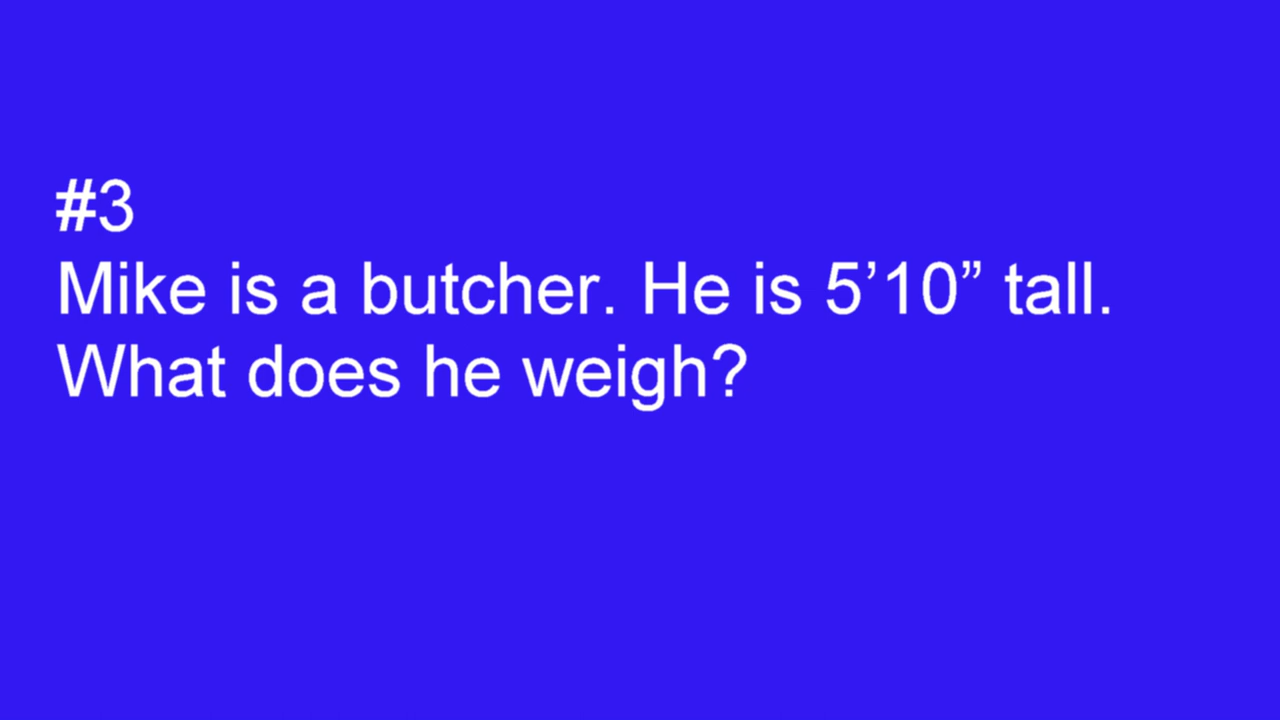 #3
Mike is a butcher. He is 5’10” tall.
What does he weigh?